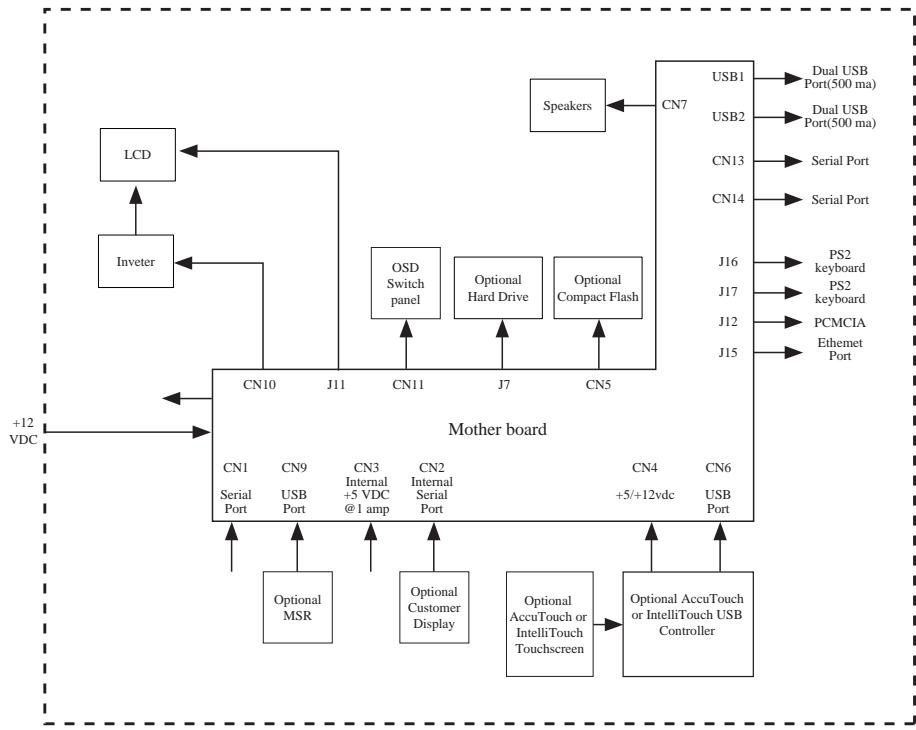 USB1
Dual USB
Port(500 ma)
Speakers
CN7
USB2
Dual USB
Port(500 ma)
LCD
CN13
Serial Port
CN14
Serial Port
Inveter
OSD
Switch
panel
Optional
Hard Drive
Optional
Compact Flash
J16
PS2
keyboard
J17
PS2
keyboard
J12
PCMCIA
J15
Ethemet
Port
CN10
J11
CN11
J7
CN5
+12
VDC
Mother board
CN1
Serial
Port
CN9
USB
Port
CN3
Internal
+5 VDC
@1 amp
CN2
Internal
Serial
Port
CN4
+5/+12vdc
CN6
USB
Port
Optional
MSR
Optional
Customer
Display
Optional
AccuTouch or
IntelliTouch
Touchscreen
Optional AccuTouch
or IntelliTouch USB
Controller